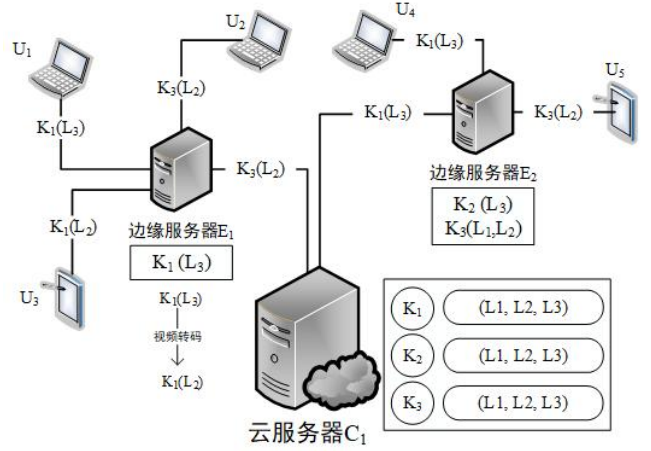 U₁
U₂
U₄
K₁(L₃)
U₅
K₃(L₂)
K₁(L₃)
K₁(L₃)
K₃(L₂)
K₃(L₂)
边缘服务器E₂
K₂ (L₃)
K₃(L₁,L₂)
K₁(L₂)
边缘服务器E₁
K₁ (L₃)
U₃
K₁(L₃)
视频转码
K₁(L₂)
K₁ (L1, L2, L3)
K₂ (L1, L2, L3)
K₃ (L1, L2, L3)
云服务器C₁